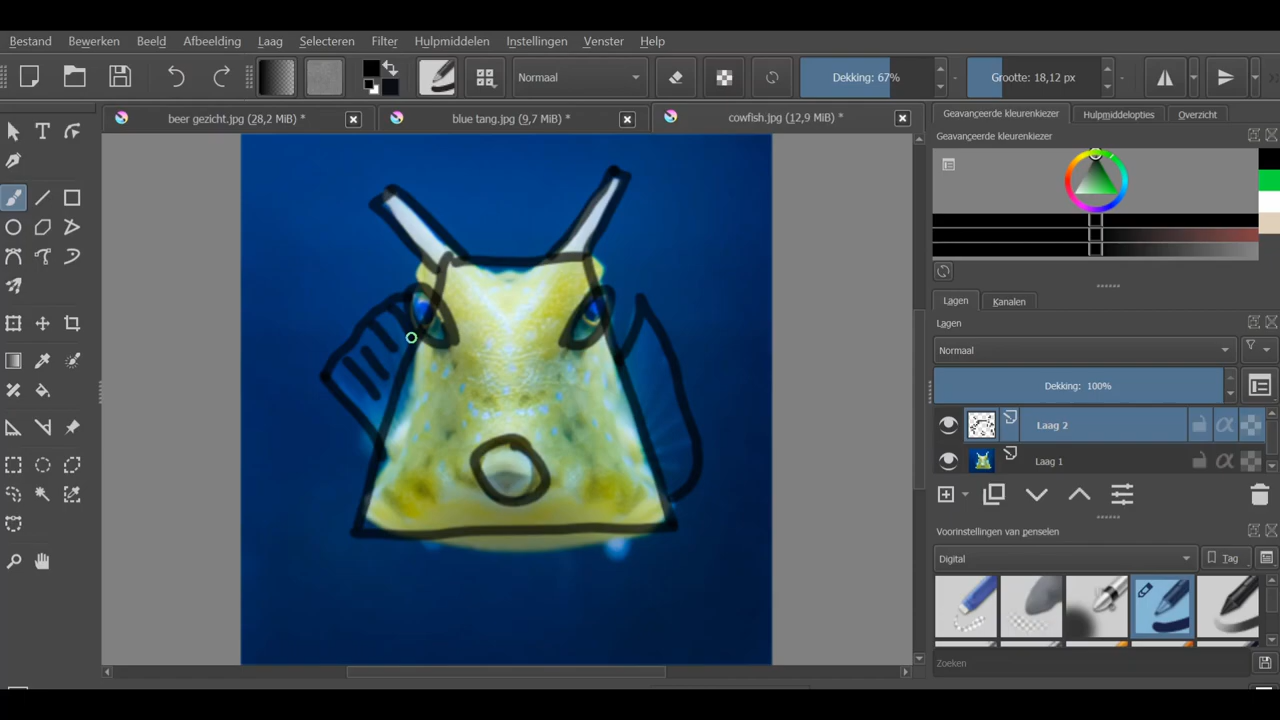 Bestand Bewerken Beeld Afbeelding Laag Selecteren Filter Hulpmiddelen Instellingen Venster Help
Normaal Dekking: 67% Grootte: 18,12 px
beer gezicht.jpg (28,2 MiB) * blue tang.jpg (9,7 MiB) * cowfish.jpg (12,9 MiB) *
Geavanceerde kleurenkiezer Hulpmiddelopties Overzicht
Geavanceerde kleurenkiezer
Lagen Kanalen
Lagen
Normaal
Dekking: 100%
Laag 2
Laag 1
Voorinstellingen van penselen
Digital Tag
Zoeken